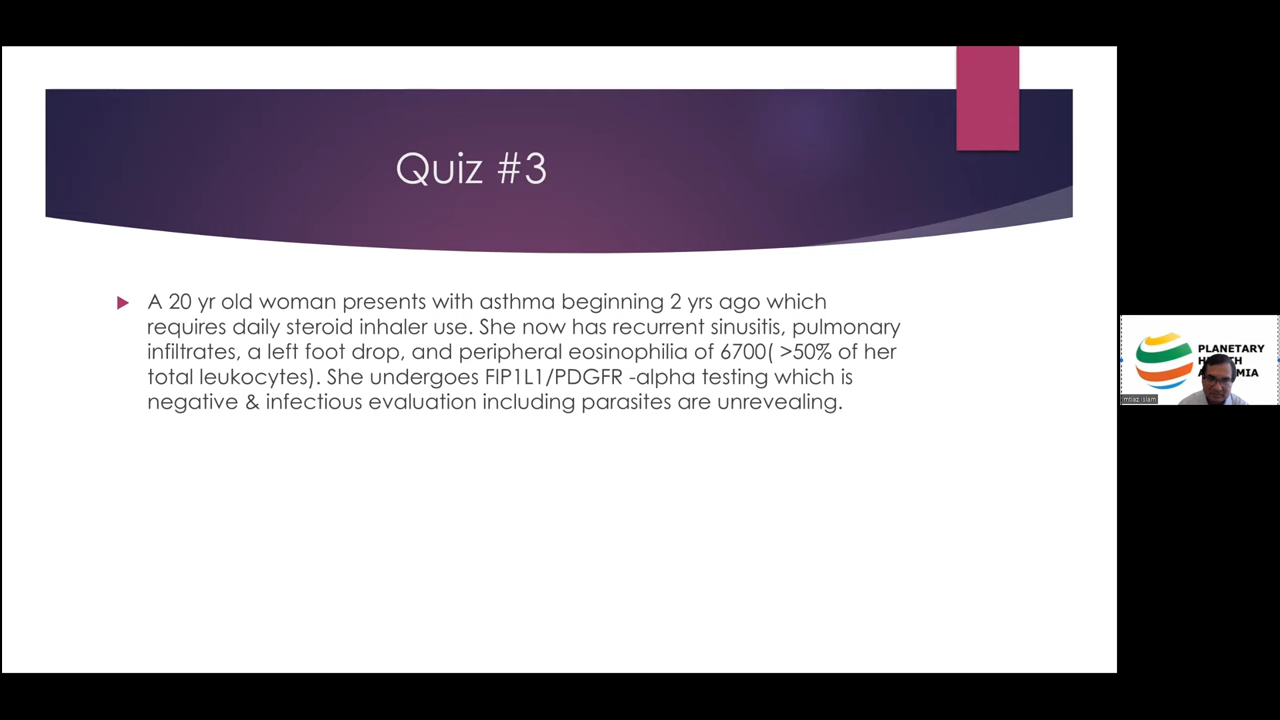 Quiz #3
A 20 yr old woman presents with asthma beginning 2 yrs ago which
requires daily steroid inhaler use. She now has recurrent sinusitis, pulmonary
infiltrates, a left foot drop, and peripheral eosinophilia of 6700( >50% of her
total leukocytes). She undergoes FIP1L1/PDGFR -alpha testing which is
negative & infectious evaluation including parasites are unrevealing.
PLANETARY
imtiaz islam